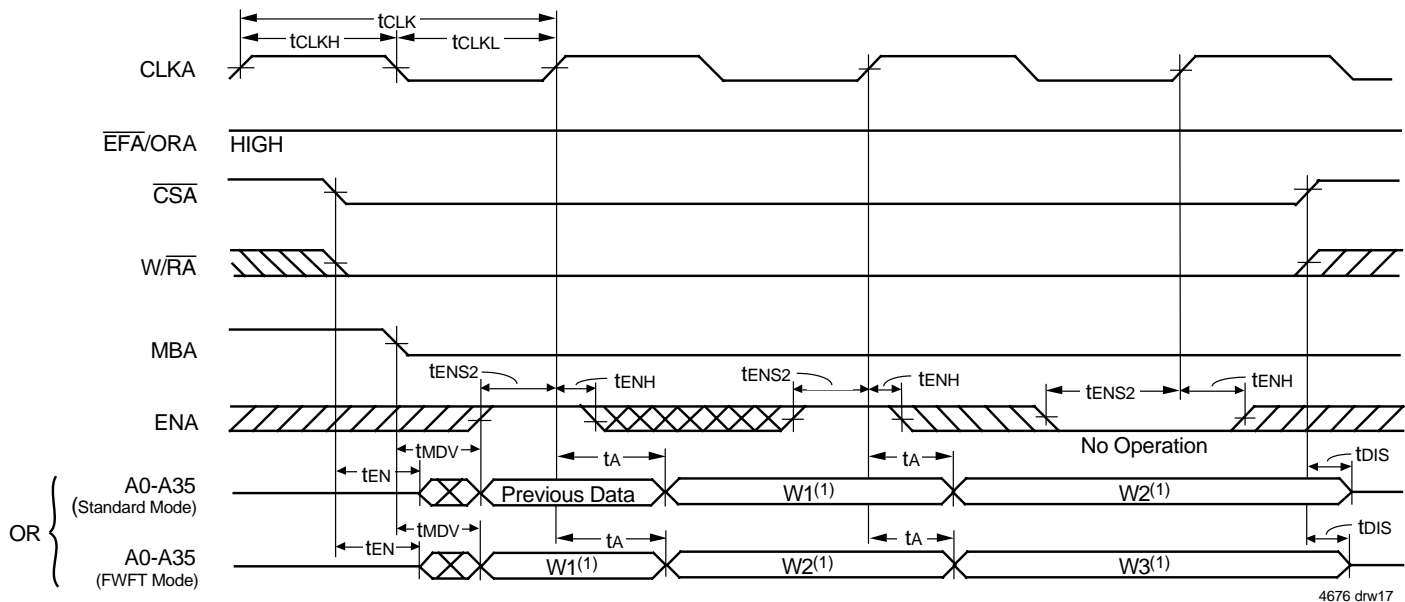 tCLK
tCLKH tCLKL
CLKA
EFA/ORA HIGH
CSA
W/RA
MBA
tENS2 tENH tENS2 tENH tENS2 tENH
ENA
No Operation
tMDV tA tA tDIS
tEN
A0-A35 Previous Data W1(1) W2(1)
(Standard Mode)
OR
tMDV tA tA tDIS
tEN
A0-A35 W1(1) W2(1) W3(1)
(FWFT Mode)
4676 drw17